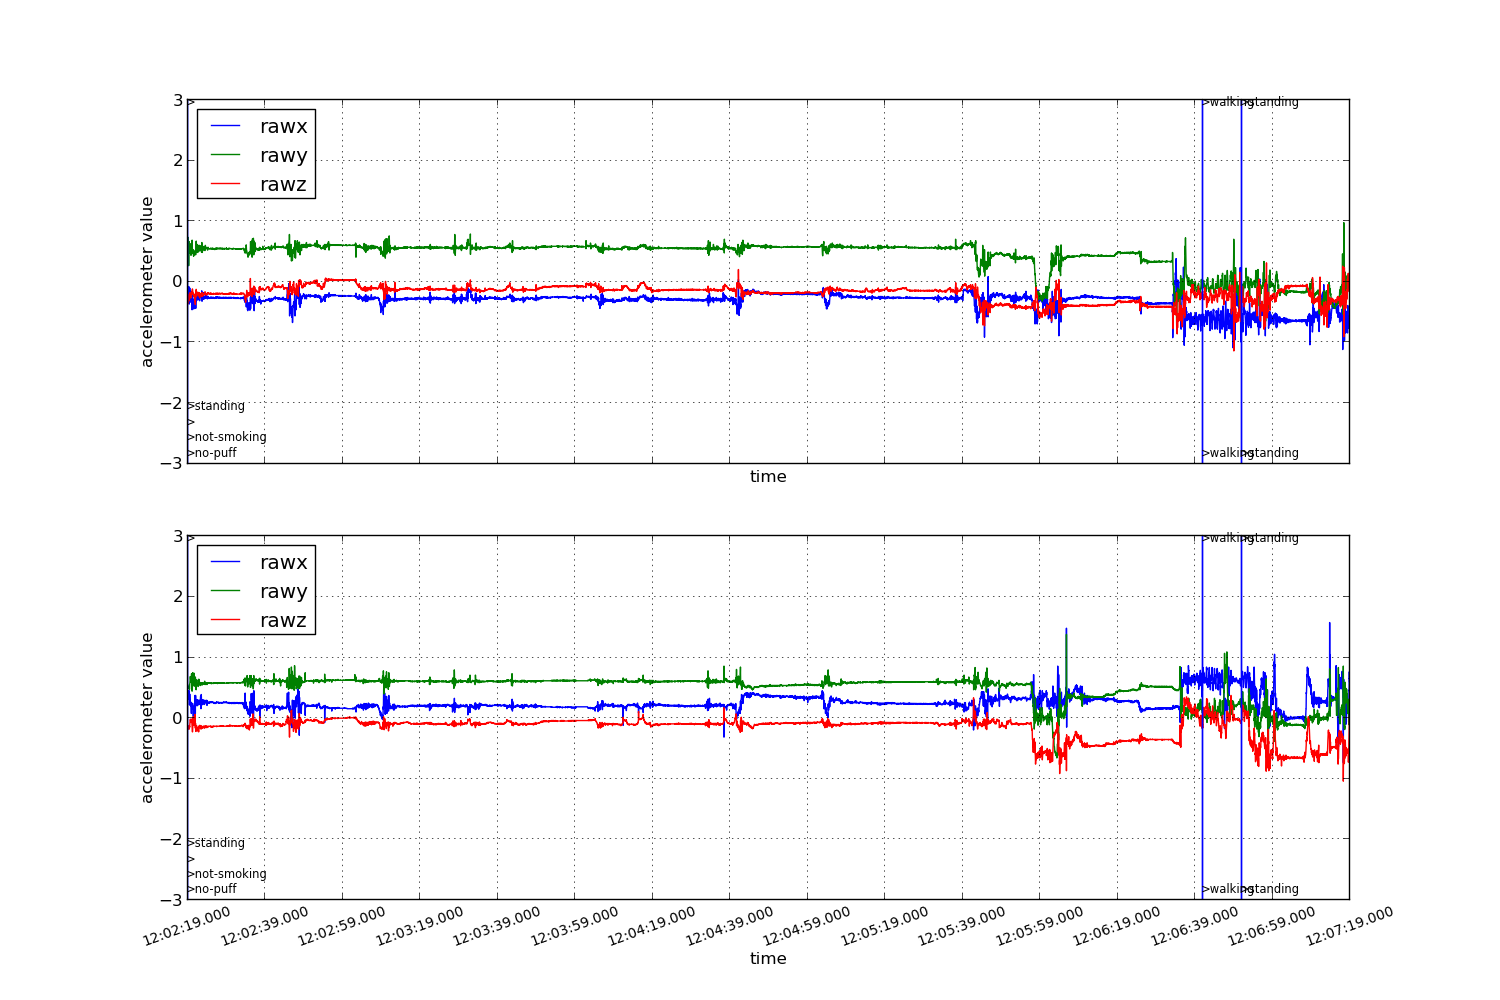 3
>
>walking
>standing
rawx
rawy
rawz
2
1
0
−1
−2
−3
accelerometer value
>standing
>
>not-smoking
>no-puff
>walking
>standing
time
3
>
>walking
>standing
rawx
rawy
rawz
2
1
0
−1
−2
−3
accelerometer value
>standing
>
>not-smoking
>no-puff
>walking
>standing
12:02:19.000
12:02:39.000
12:02:59.000
12:03:19.000
12:03:39.000
12:03:59.000
12:04:19.000
12:04:39.000
12:04:59.000
12:05:19.000
12:05:39.000
12:05:59.000
12:06:19.000
12:06:39.000
12:06:59.000
12:07:19.000
time